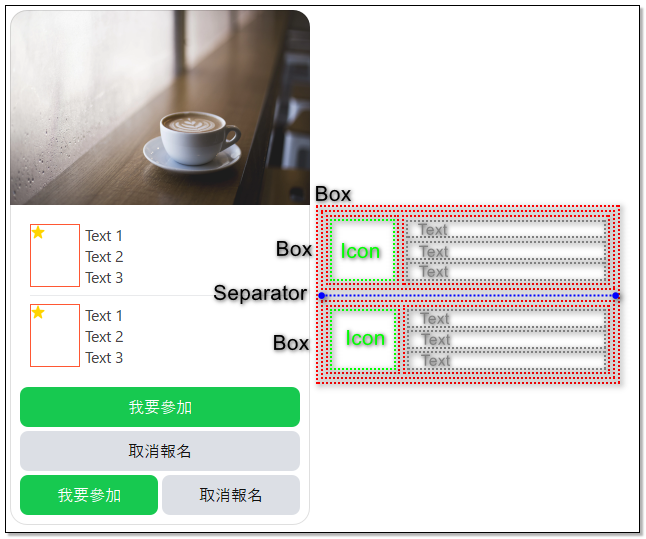 Box
Text 1
Text 2
Text 3
Box
Icon
Text
Text
Text
Separator
Text 1
Text 2
Text 3
Box
Icon
Text
Text
Text
我要參加
取消報名
我要參加
取消報名